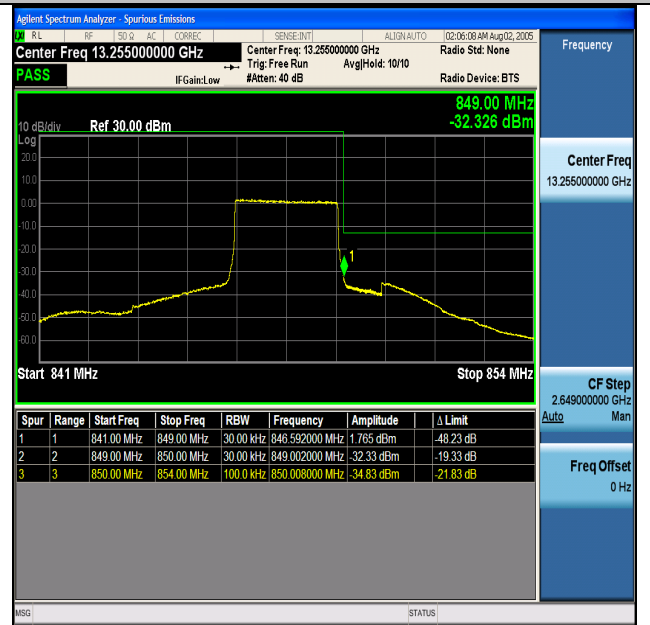 Agilent Spectrum Analyzer - Spurious Emissions
RL RF 50 Ω AC CORREC SENSE:INT ALIGN AUTO 02:06:08 AM Aug 02, 2005
Center Freq 13.255000000 GHz
Center Freq: 13.255000000 GHz
Radio Std: None
Trig: Free Run Avg|Hold: 10/10
PASS
IFGain:Low
#Atten: 40 dB
Radio Device: BTS
849.00 MHz
-32.326 dBm
10 dB/div Ref 30.00 dBm
Log
20.0
10.0
0.00
-10.0
-20.0
-30.0
-40.0
-50.0
-60.0
1
Start 841 MHz Stop 854 MHz
Spur Range Start Freq Stop Freq RBW Frequency Amplitude Δ Limit
1 1 841.00 MHz 849.00 MHz 30.00 kHz 846.592000 MHz 1.765 dBm -48.23 dB
2 2 849.00 MHz 850.00 MHz 30.00 kHz 849.002000 MHz -32.33 dBm -19.33 dB
3 3 850.00 MHz 854.00 MHz 100.0 kHz 850.008000 MHz -34.83 dBm -21.83 dB
Frequency
Center Freq
13.255000000 GHz
CF Step
2.649000000 GHz
Auto Man
Freq Offset
0 Hz
MSG STATUS